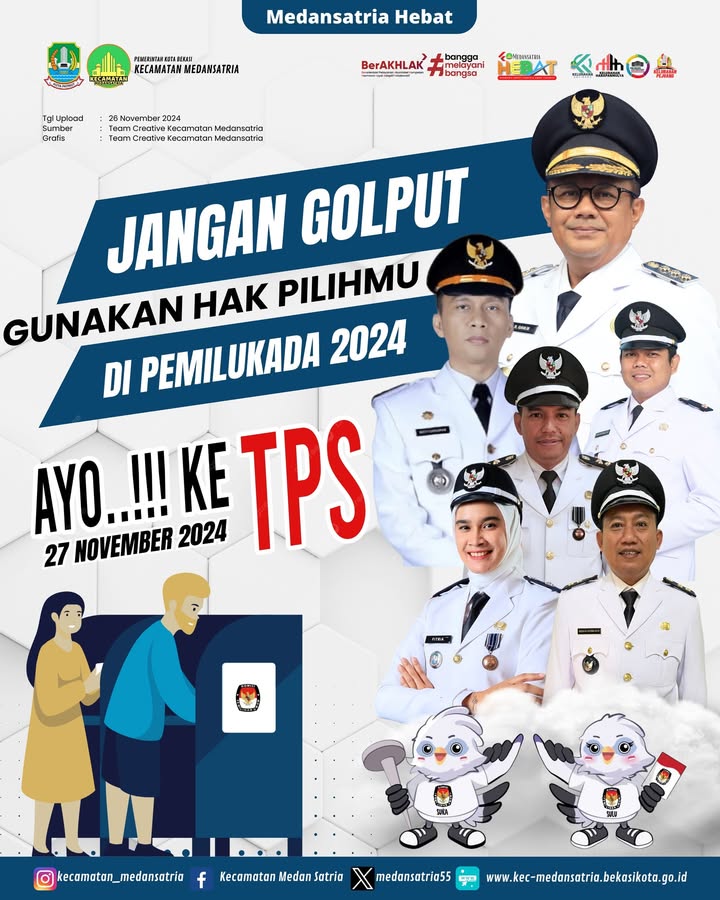 Medansatria Hebat
PEMERINTAH KOTA BEKASI
KECAMATAN MEDANSATRIA
BerAKHLAK
#bangga
melayani
bangsa
MEDANSATRIA
HEBAT
Tgl Upload : 26 November 2024
Sumber : Team Creative Kecamatan Medansatria
Grafis : Team Creative Kecamatan Medansatria
JANGAN GOLPUT
GUNAKAN HAK PILIHMU
DI PEMILUKADA 2024
AYO..!!! KE TPS
27 NOVEMBER 2024
FITRIA
SUKA
SULU
kecamatan_medansatria
Kecamatan Medan Satria
medansatria55
www.kec-medansatria.bekasikota.go.id